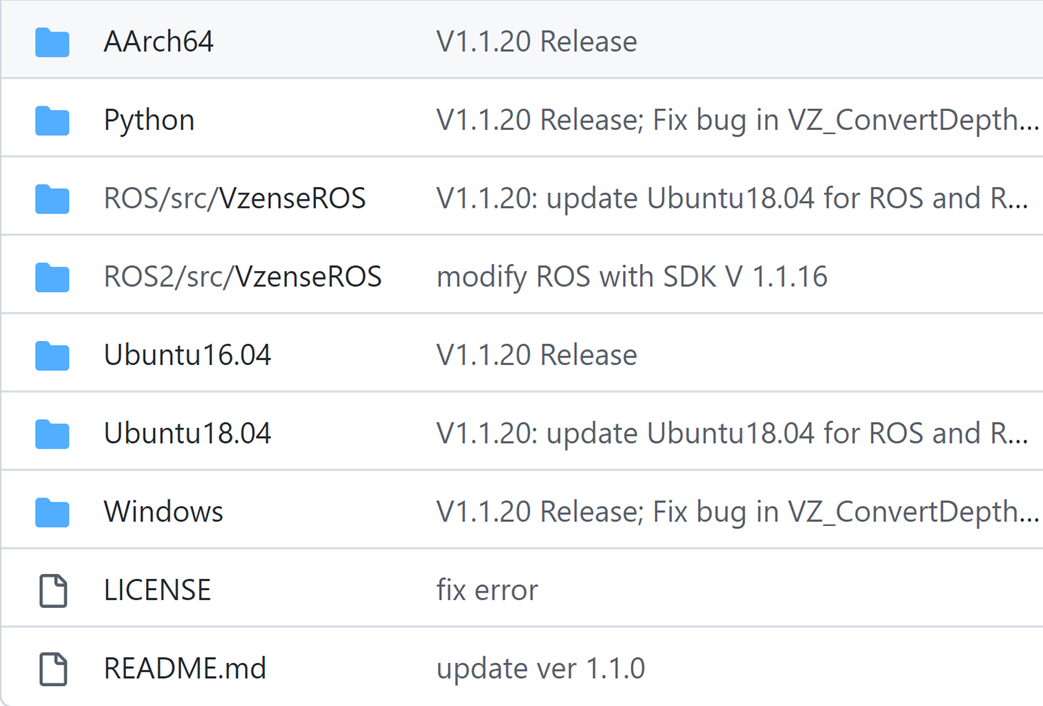 AArch64 V1.1.20 Release
Python V1.1.20 Release; Fix bug in VZ_ConvertDepth...
ROS/src/VzenseROS V1.1.20: update Ubuntu18.04 for ROS and R...
ROS2/src/VzenseROS modify ROS with SDK V 1.1.16
Ubuntu16.04 V1.1.20 Release
Ubuntu18.04 V1.1.20: update Ubuntu18.04 for ROS and R...
Windows V1.1.20 Release; Fix bug in VZ_ConvertDepth...
LICENSE fix error
README.md update ver 1.1.0